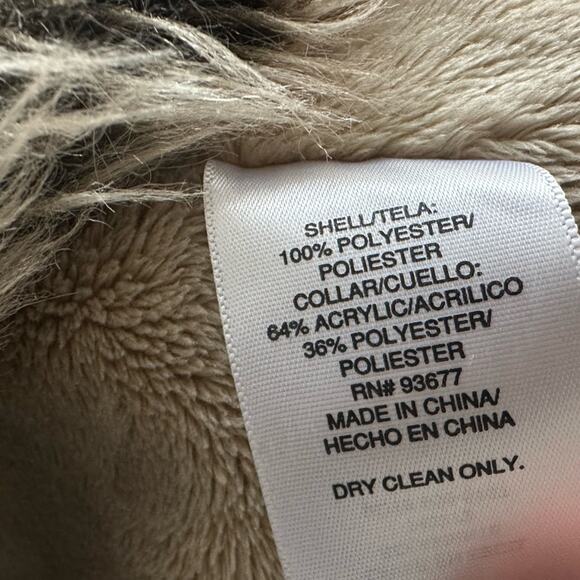 SHELL/TELA:
100% POLYESTER/
POLIESTER
COLLAR/CUELLO:
64% ACRYLIC/ACRILICO
36% POLYESTER/
POLIESTER
RN# 93677
MADE IN CHINA/
HECHO EN CHINA
DRY CLEAN ONLY.